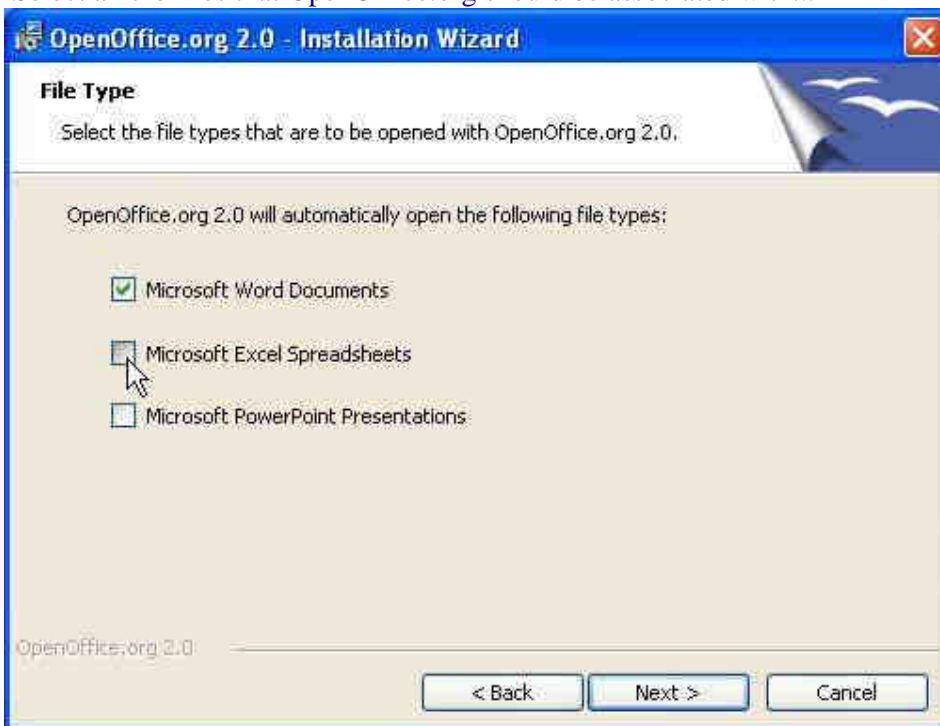 OpenOffice.org 2.0 - Installation Wizard
File Type
Select the file types that are to be opened with OpenOffice.org 2.0.
OpenOffice.org 2.0 will automatically open the following file types:
Microsoft Word Documents
Microsoft Excel Spreadsheets
Microsoft PowerPoint Presentations
OpenOffice.org 2.0
< Back Next > Cancel